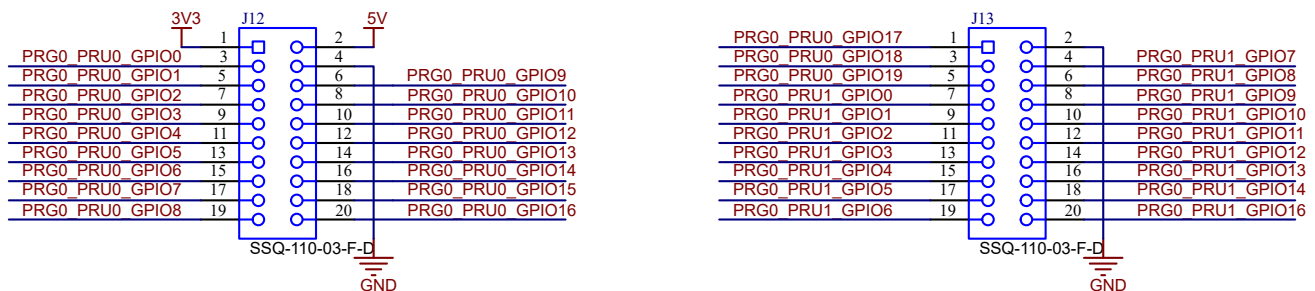 3V3 J12 5V J13
1 2 PRG0_PRU0_GPIO17 1 2
PRG0_PRU0_GPIO0 3 4 PRG0_PRU0_GPIO18 3 4 PRG0_PRU1_GPIO7
PRG0_PRU0_GPIO1 5 6 PRG0_PRU0_GPIO9 PRG0_PRU0_GPIO19 5 6 PRG0_PRU1_GPIO8
PRG0_PRU0_GPIO2 7 8 PRG0_PRU0_GPIO10 PRG0_PRU1_GPIO0 7 8 PRG0_PRU1_GPIO9
PRG0_PRU0_GPIO3 9 10 PRG0_PRU0_GPIO11 PRG0_PRU1_GPIO1 9 10 PRG0_PRU1_GPIO10
PRG0_PRU0_GPIO4 11 12 PRG0_PRU0_GPIO12 PRG0_PRU1_GPIO2 11 12 PRG0_PRU1_GPIO11
PRG0_PRU0_GPIO5 13 14 PRG0_PRU0_GPIO13 PRG0_PRU1_GPIO3 13 14 PRG0_PRU1_GPIO12
PRG0_PRU0_GPIO6 15 16 PRG0_PRU0_GPIO14 PRG0_PRU1_GPIO4 15 16 PRG0_PRU1_GPIO13
PRG0_PRU0_GPIO7 17 18 PRG0_PRU0_GPIO15 PRG0_PRU1_GPIO5 17 18 PRG0_PRU1_GPIO14
PRG0_PRU0_GPIO8 19 20 PRG0_PRU0_GPIO16 PRG0_PRU1_GPIO6 19 20 PRG0_PRU1_GPIO16
SSQ-110-03-F-D SSQ-110-03-F-D
GND GND